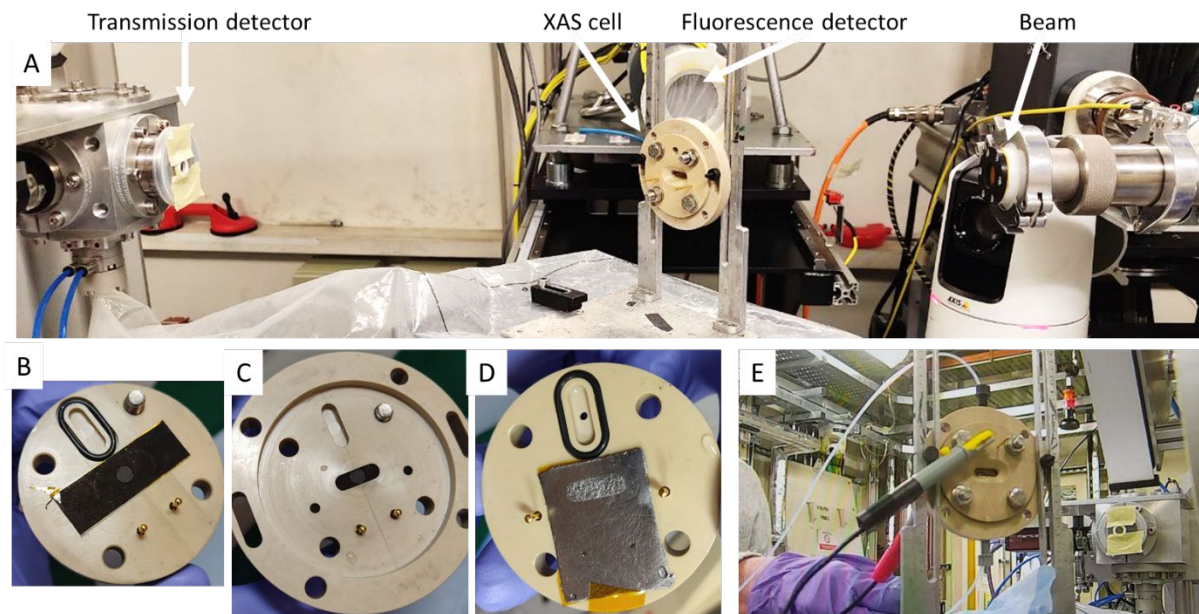 Transmission detector
XAS cell
Fluorescence detector
Beam
A
AXIS
B
C
D
E